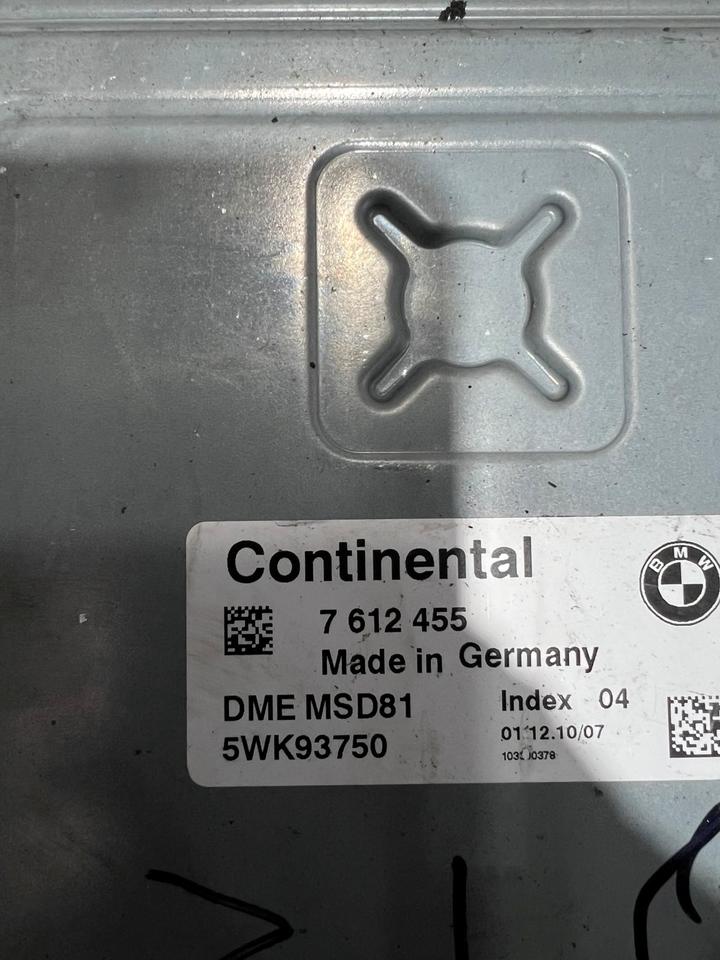 Continental
BMW
7 612 455
Made in Germany
DME MSD81
Index 04
5WK93750
01.12.10/07